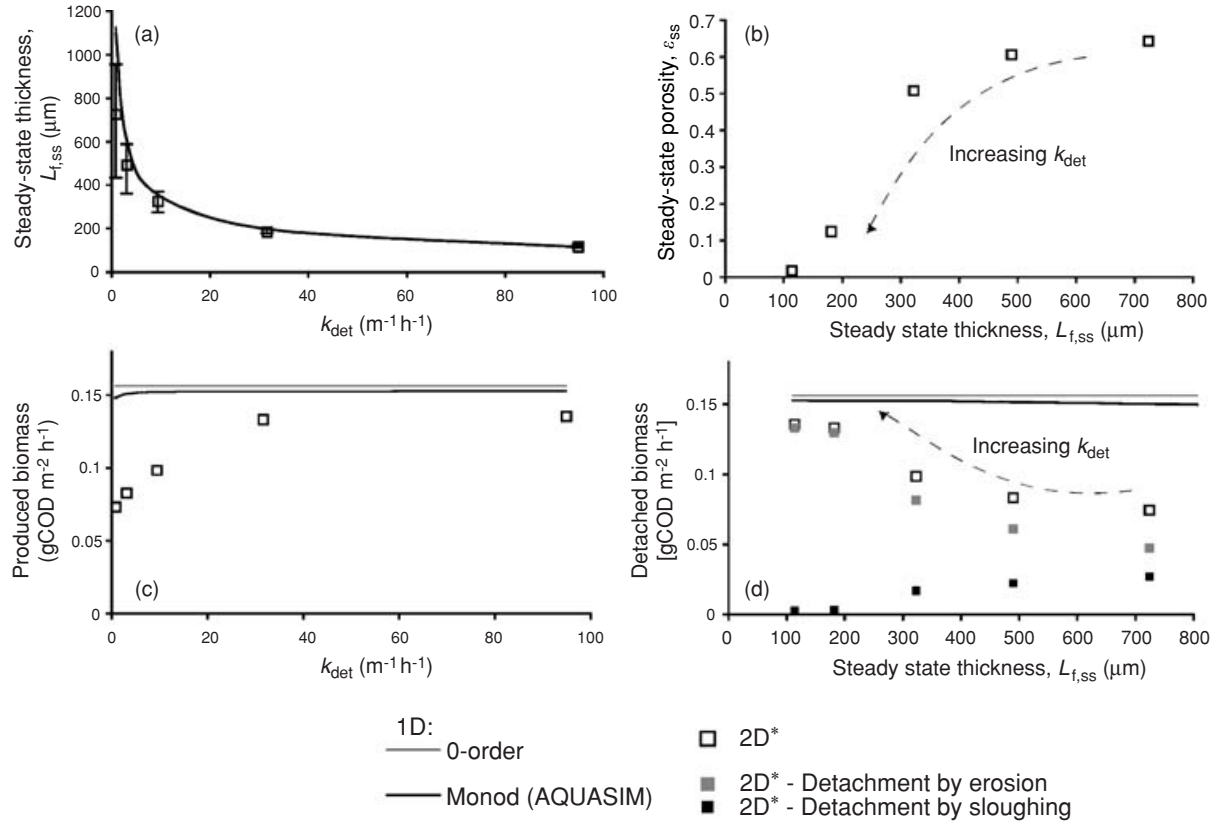 (a)
1200
1000
800
600
400
200
0
Steady-state thickness,
L_f,ss (μm)
0 20 40 60 80 100
k_det (m⁻¹ h⁻¹)
(b)
0.7
0.6
0.5
0.4
0.3
0.2
0.1
0
Steady-state porosity, ε_ss
Increasing k_det
0 100 200 300 400 500 600 700 800
Steady state thickness, L_f,ss (μm)
(c)
0.15
0.1
0.05
0
Produced biomass
(gCOD m⁻² h⁻¹)
0 20 40 60 80 100
k_det (m⁻¹ h⁻¹)
(d)
0.15
0.1
0.05
0
Detached biomass
[gCOD m⁻² h⁻¹]
Increasing k_det
0 100 200 300 400 500 600 700 800
Steady state thickness, L_f,ss (μm)
1D:
0-order
Monod (AQUASIM)
2D*
2D* - Detachment by erosion
2D* - Detachment by sloughing